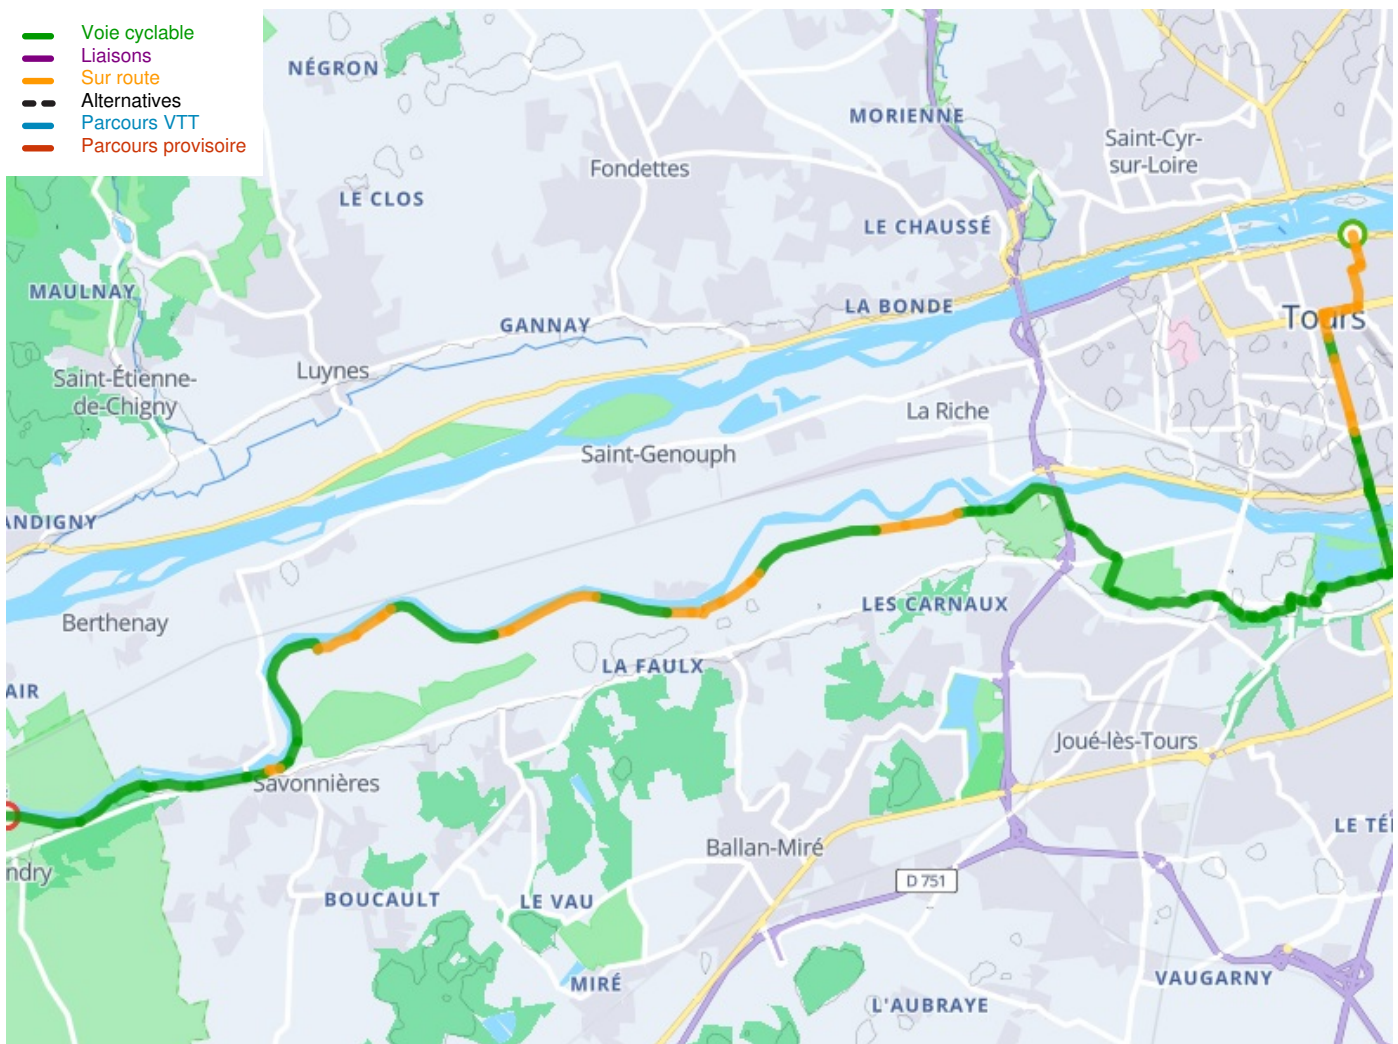 Voie cyclable
Liaisons
Sur route
Alternatives
Parcours VTT
Parcours provisoire
NÉGRON
MORIENNE
Saint-Cyr-
sur-Loire
Fondettes
LE CLOS
LE CHAUSSÉ
MAULNAY
LA BONDE
GANNAY
Tours
Saint-Étienne-
de-Chigny
Luynes
La Riche
Saint-Genouph
ANDIGNY
LES CARNAUX
Berthenay
LA FAULX
AIR
Joué-lès-Tours
Savonnières
LE TÉ
Ballan-Miré
ndry
D 751
BOUCAULT
LE VAU
VAUGARNY
MIRÉ
L'AUBRAYE